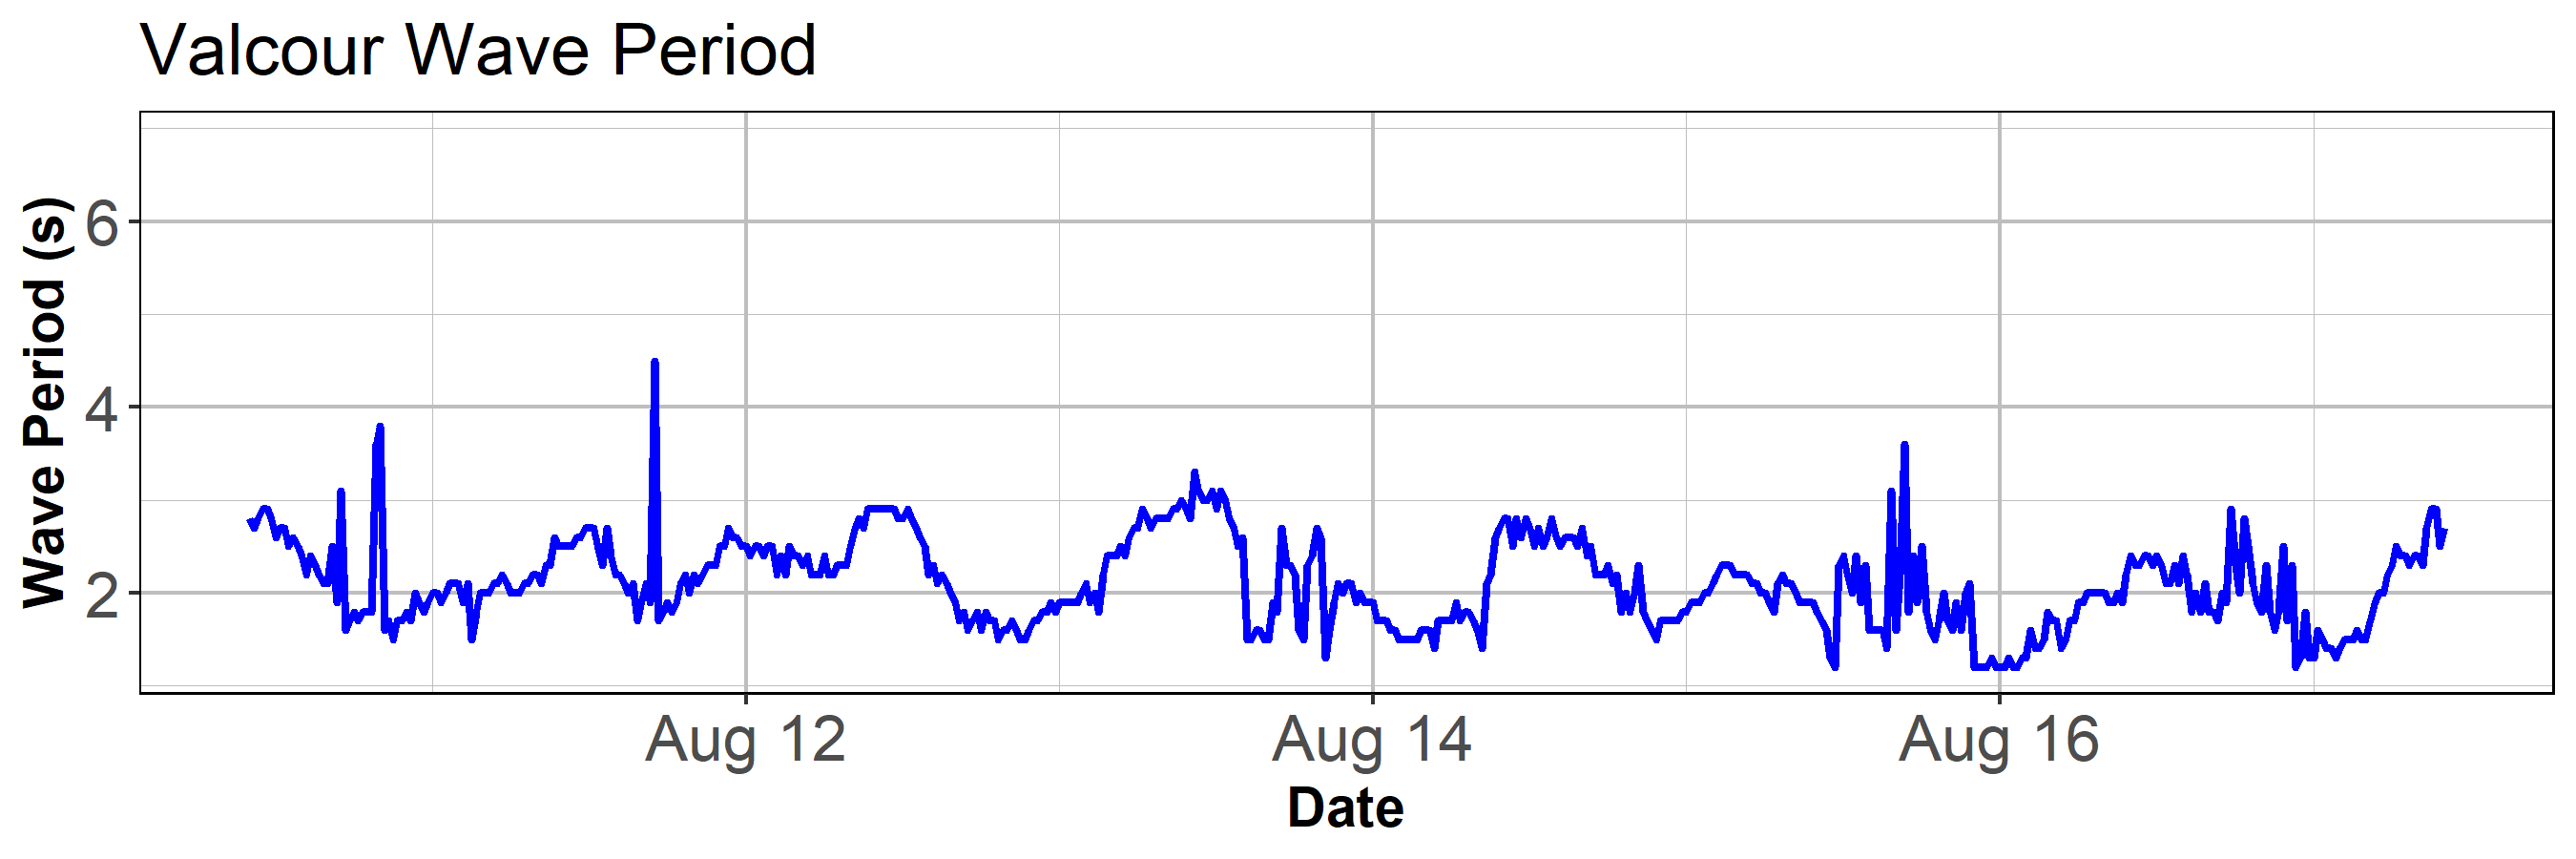 Valcour Wave Period
Wave Period (s)
6
4
2
Aug 12
Aug 14
Aug 16
Date